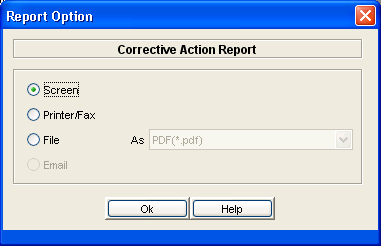 Report Option
Corrective Action Report
Screen
Printer/Fax
File As PDF(*.pdf)
Email
Ok Help